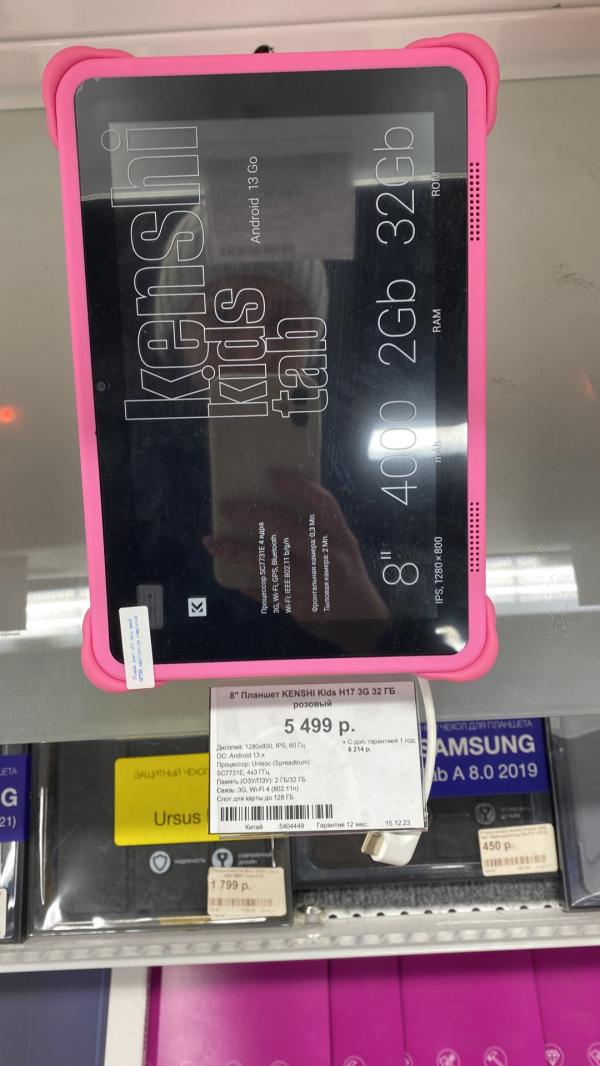 kenshi
kids
tab
Android 13 Go
K
Процессор SC7731E 4 ядра
3G, Wi-Fi, GPS, Bluetooth
Wi-Fi: IEEE 802.11 b/g/n
Фронтальная камера: 0,3 Мп.
Тыловая камера: 2 Мп.
8" 4000 2Gb 32Gb
IPS, 1280×800 mAh RAM ROM
8" Планшет KENSHI Kids H17 3G 32 ГБ
розовый
5 499 р.
Дисплей: 1280x800, IPS, 60 Гц
ОС: Android 13.x
Процессор: Unisoc (Spreadtrum)
SC7731E, 4x3 ГГц
Память (ОЗУ/ПЗУ): 2 ГБ/32 ГБ
Связь: 3G, Wi-Fi 4 (802.11n)
Слот для карты до 128 ГБ
+ С доп. гарантией 1 год:
6 214 р.
Китай 5404449 Гарантия 12 мес. 15.12.23
ЗАЩИТНЫЙ ЧЕХОЛ
Ursus
НАДЕЖНОСТЬ
СОВРЕМЕННЫЙ
ДИЗАЙН
1 799 р.
ЧЕХОЛ ДЛЯ ПЛАНШЕТА
SAMSUNG
Tab A 8.0 2019
450 р.
G
21)